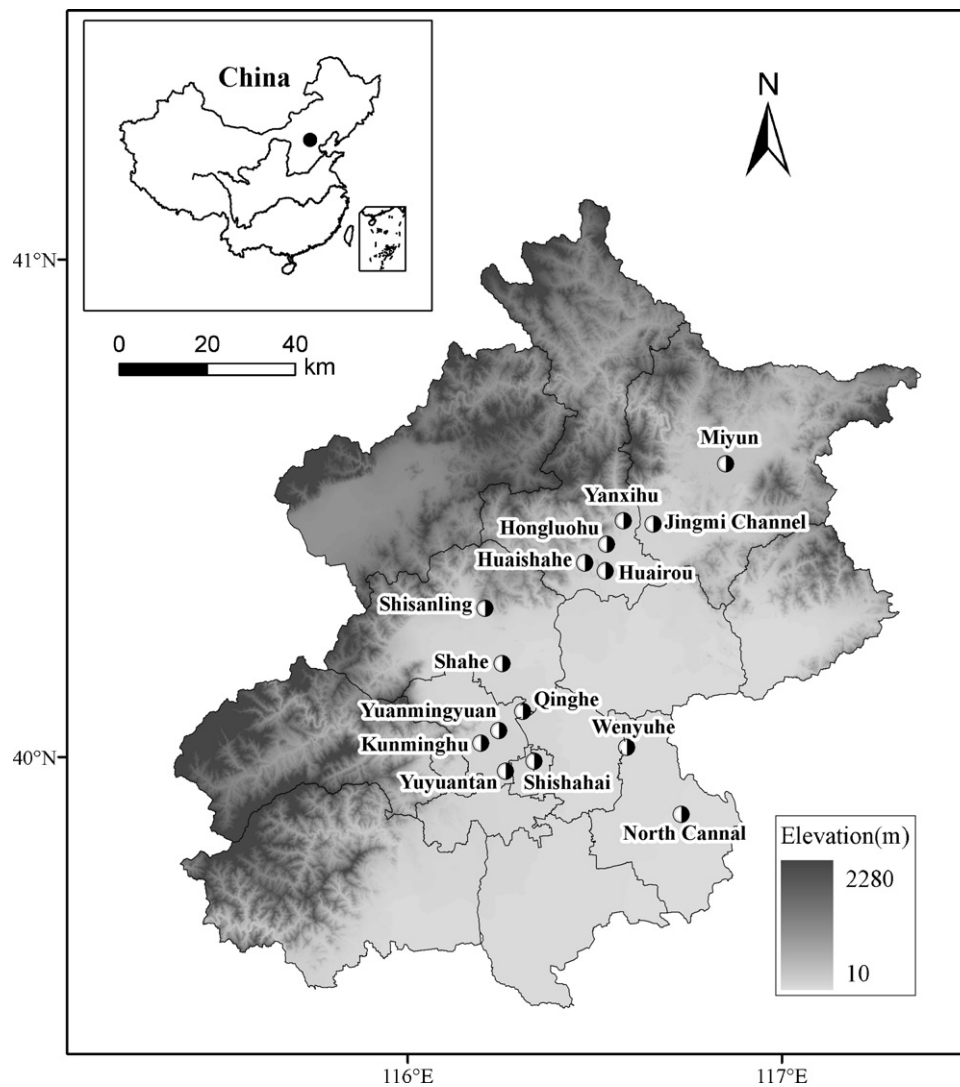 China
N
41°N
0 20 40
km
Miyun
Yanxihu
Jingmi Channel
Hongluohu
Huaishahe
Huairou
Shisanling
Shahe
Qinghe
Yuanmingyuan
Wenyuhe
Kunminghu
40°N
Yuyuantan
Shishahai
North Cannal
Elevation(m)
2280
10
116°E
117°E